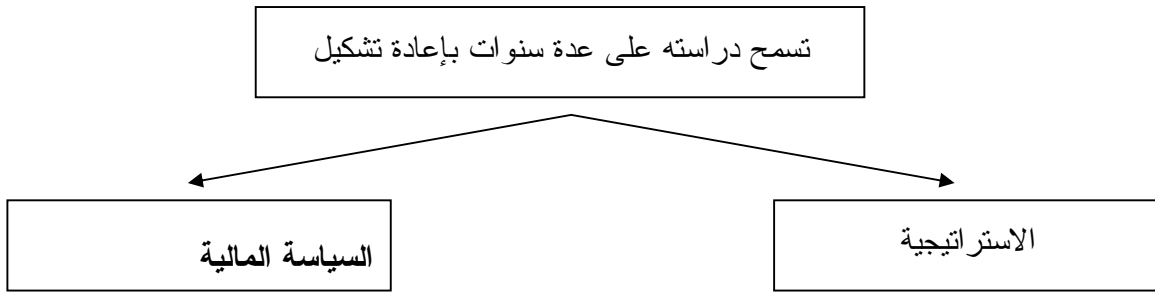 تسمح دراسته على عدة سنوات بإعادة تشكيل
الاستراتيجية
السياسة المالية